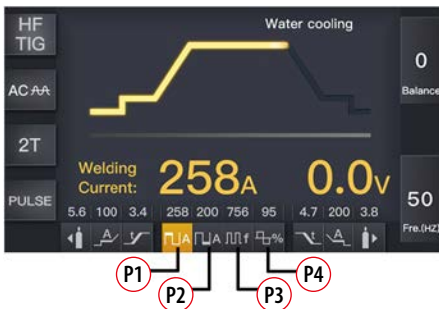 HF
TIG
Water cooling
0
Balance
AC
2T
Welding
Current:
258A
0.0V
PULSE
50
Fre.(HZ)
5.6 100 3.4 258 200 756 95 4.7 200 3.8
A t A A f % t A
P1
P2
P3
P4